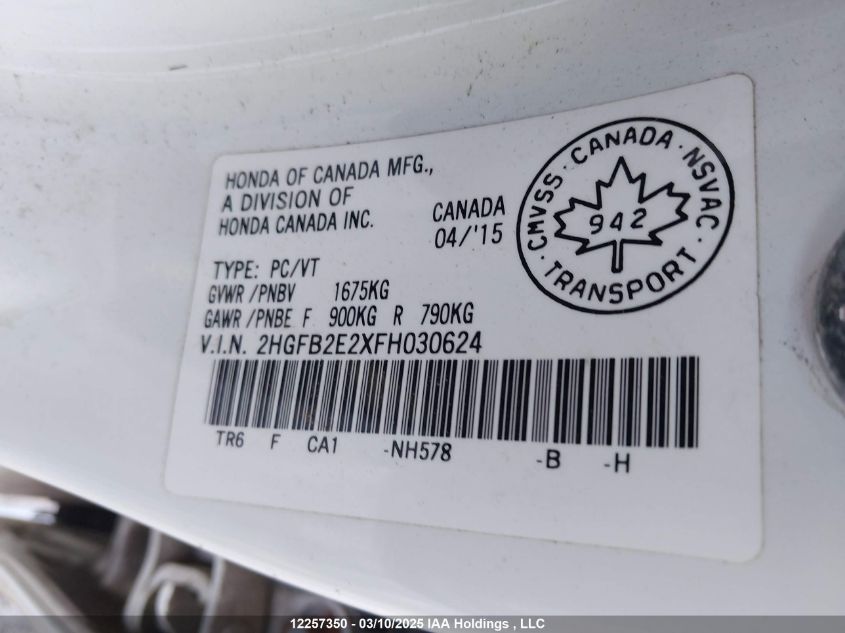 HONDA OF CANADA MFG.,
A DIVISION OF
HONDA CANADA INC.
CANADA
04/'15
CMVSS · CANADA · NSVAC · TRANSPORT ·
942
TYPE: PC/VT
GVWR /PNBV 1675KG
GAWR /PNBE F 900KG R 790KG
V.I.N. 2HGFB2E2XFH030624
TR6 F CA1 -NH578 -B -H
12257350 - 03/10/2025 IAA Holdings , LLC